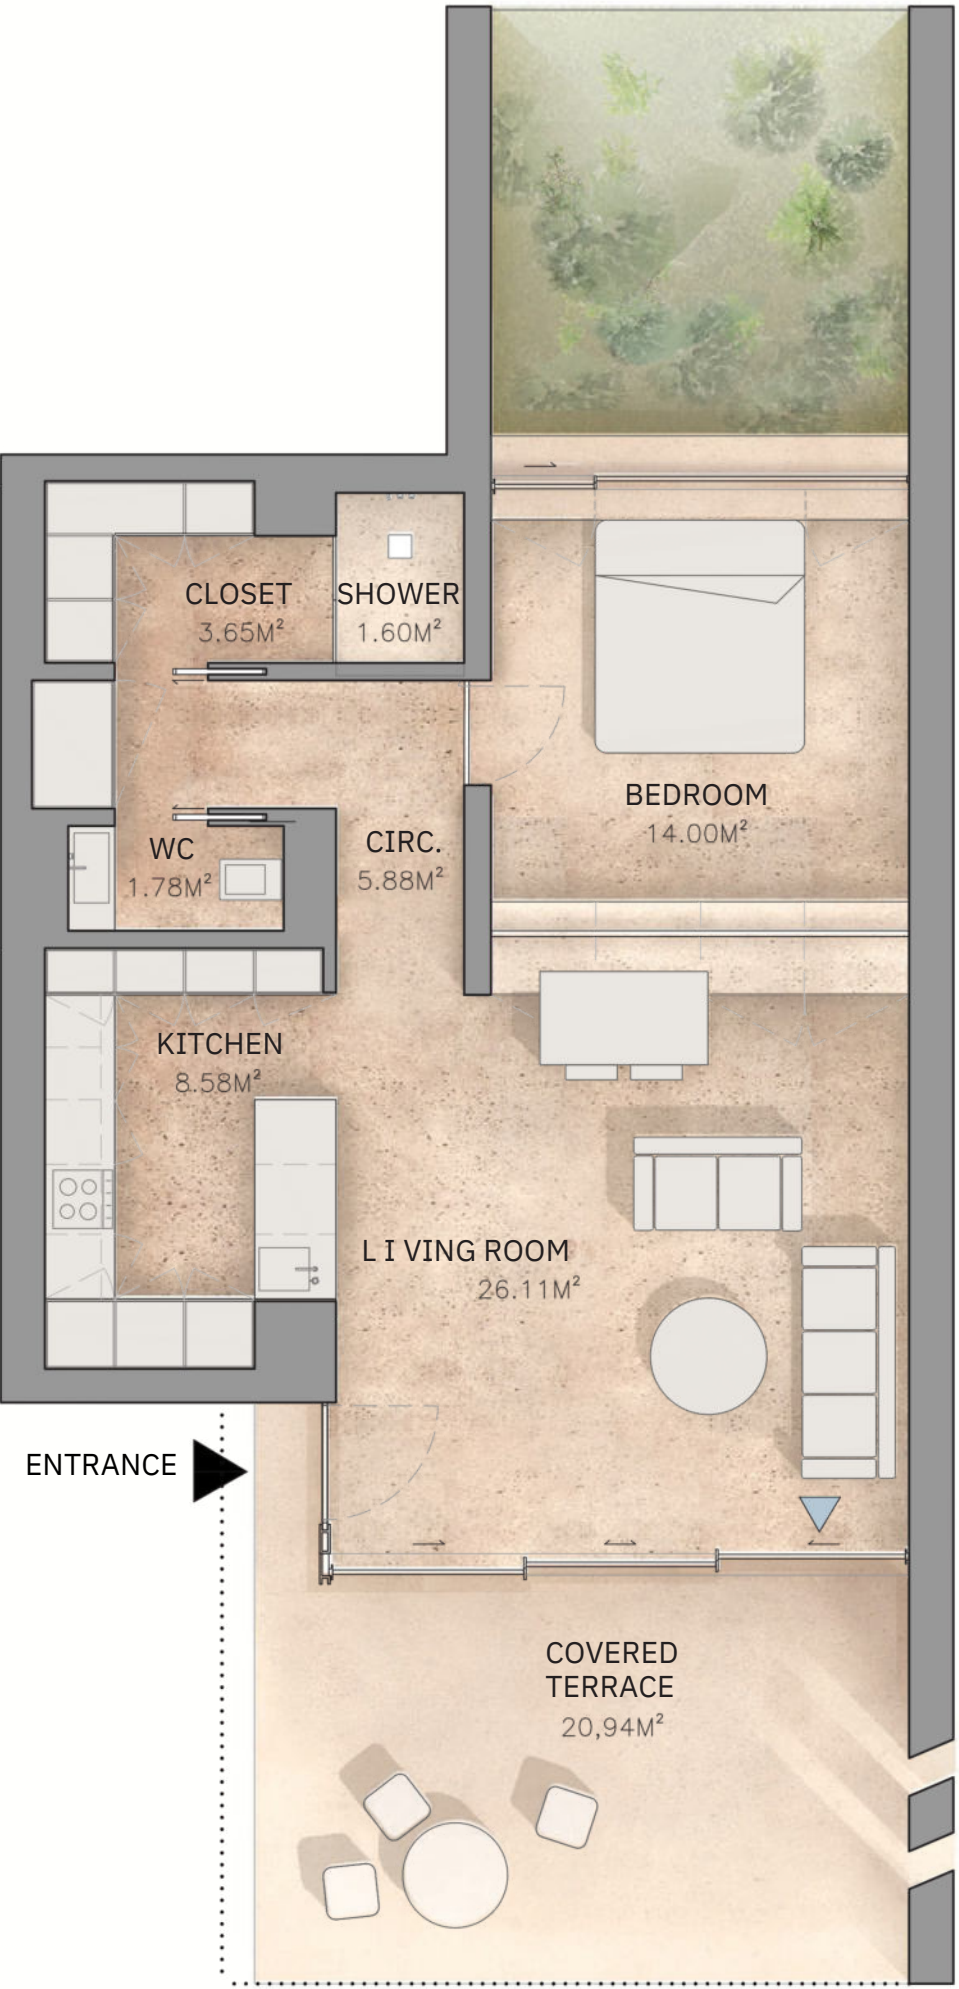 CLOSET
3.65M²
SHOWER
1.60M²
BEDROOM
14.00M²
WC
1.78M²
CIRC.
5.88M²
KITCHEN
8.58M²
L I VING ROOM
26.11M²
ENTRANCE
COVERED
TERRACE
20,94M²